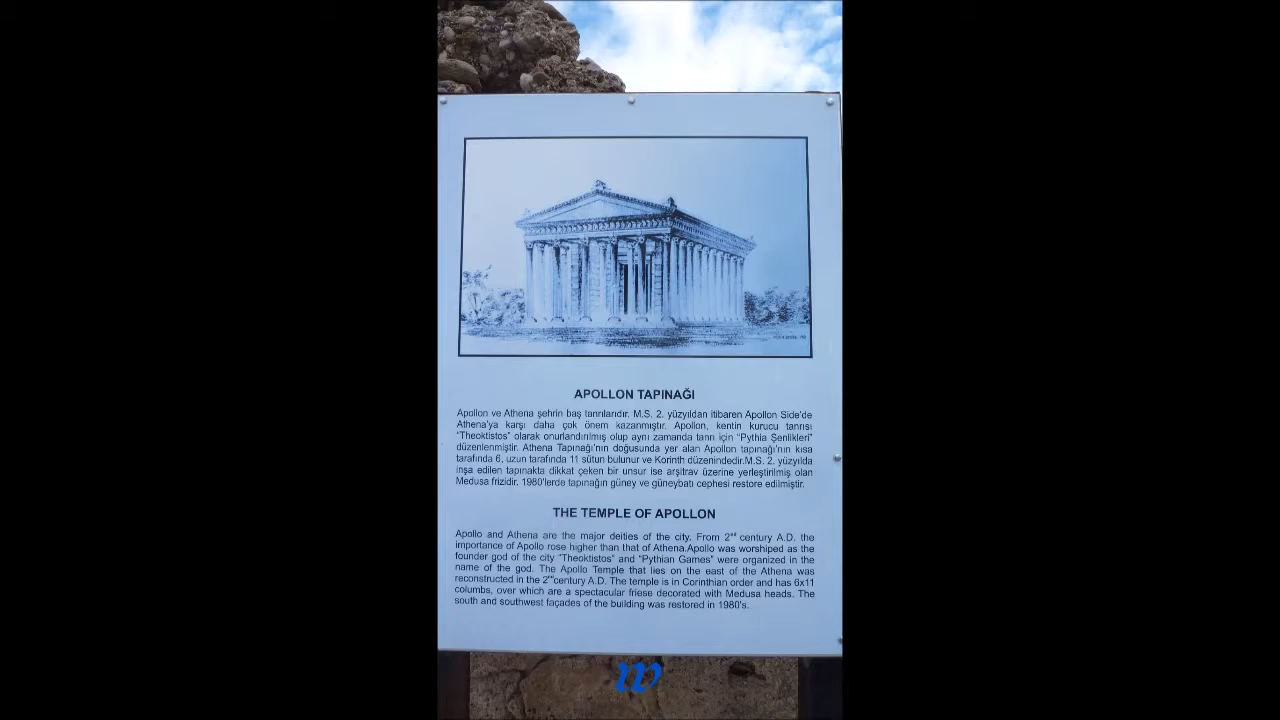 APOLLON TAPINAĞI
Apollon ve Athena şehrin baş tanrılarıdır. M.S. 2. yüzyıldan itibaren Apollon Side'de
Athena'ya karşı daha çok önem kazanmıştır. Apollon, kentin kurucu tanrısı
"Theoktistos" olarak onurlandırılmış olup aynı zamanda tanrı için "Pythia Şenlikleri"
düzenlenmiştir. Athena Tapınağı'nın doğusunda yer alan Apollon tapınağı'nın kısa
tarafında 6, uzun tarafında 11 sütun bulunur ve Korinth düzenindedir.M.S. 2. yüzyılda
inşa edilen tapınakta dikkat çeken bir unsur ise arşitrav üzerine yerleştirilmiş olan
Medusa frizidir. 1980'lerde tapınağın güney ve güneybatı cephesi restore edilmiştir.
THE TEMPLE OF APOLLON
Apollo and Athena are the major deities of the city. From 2nd century A.D. the
importance of Apollo rose higher than that of Athena.Apollo was worshiped as the
founder god of the city "Theoktistos" and "Pythian Games" were organized in the
name of the god. The Apollo Temple that lies on the east of the Athena was
reconstructed in the 2nd century A.D. The temple is in Corinthian order and has 6x11
columbs, over which are a spectacular friese decorated with Medusa heads. The
south and southwest façades of the building was restored in 1980's.
w